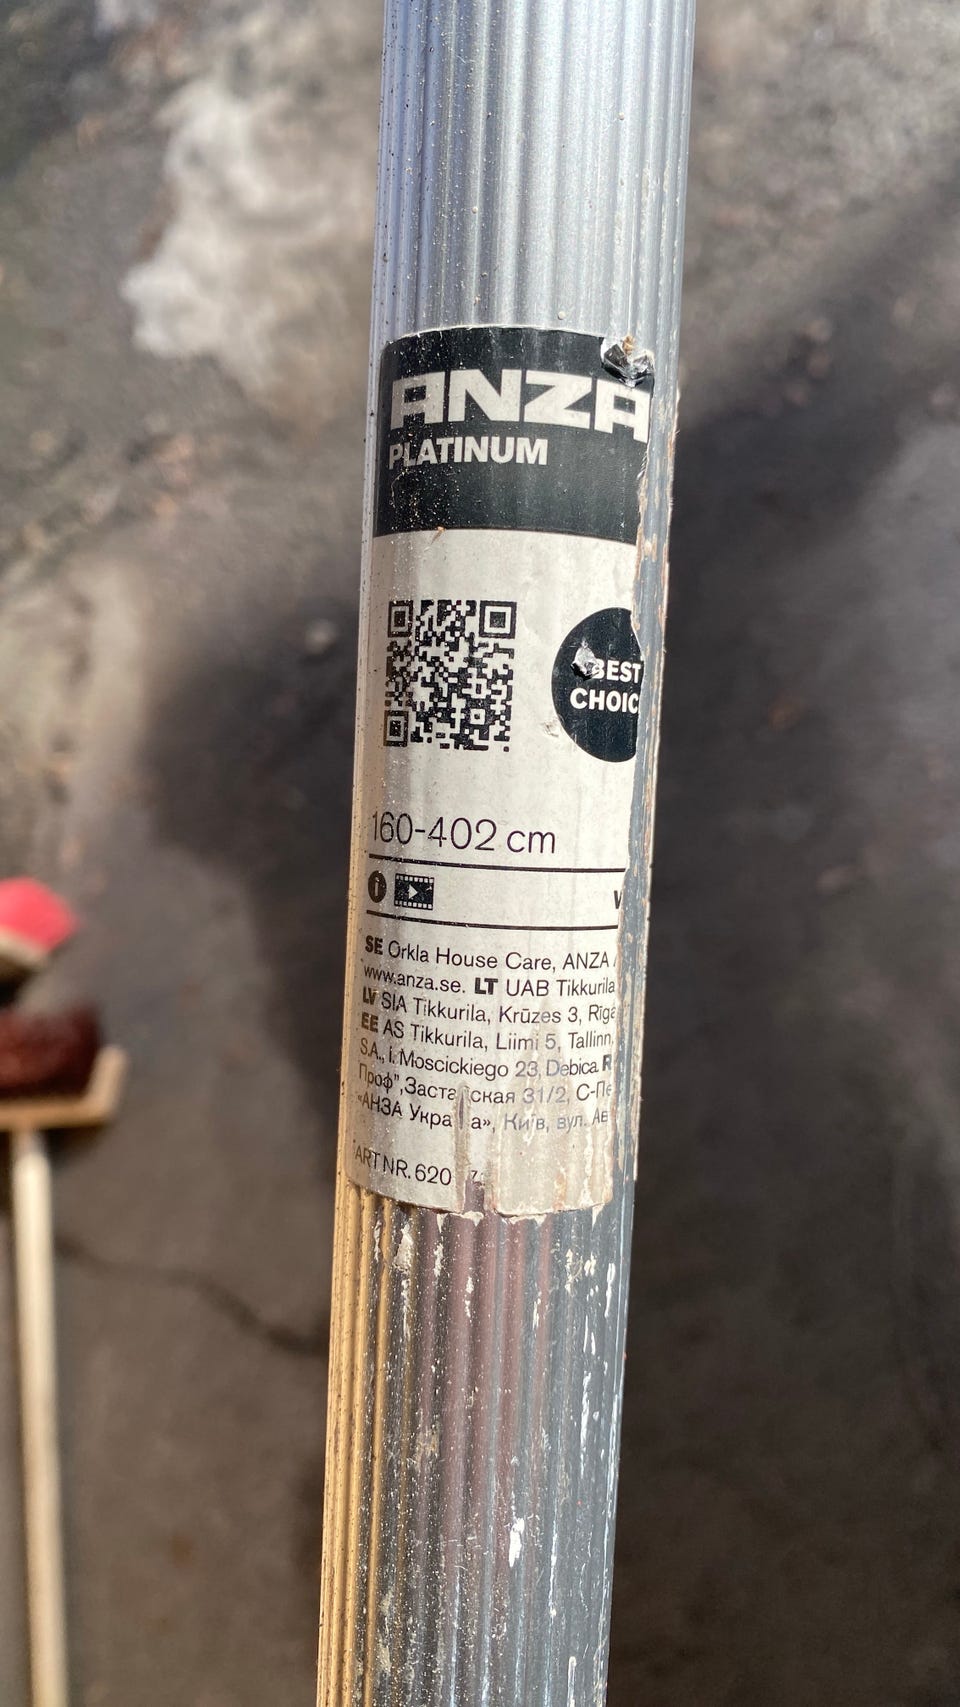 ANZA
PLATINUM
BEST
CHOIC
160-402 cm
SE Orkla House Care, ANZA
www.anza.se. LT UAB Tikkurila
LV SIA Tikkurila, Krūzes 3, Rīga
EE AS Tikkurila, Liimi 5, Tallinn,
S.A., i. Moscickiego 23, Debica R
Проф", ская 31/2, С-Пе
«АНЗА а», Київ, вул. Ав
ART NR. 620